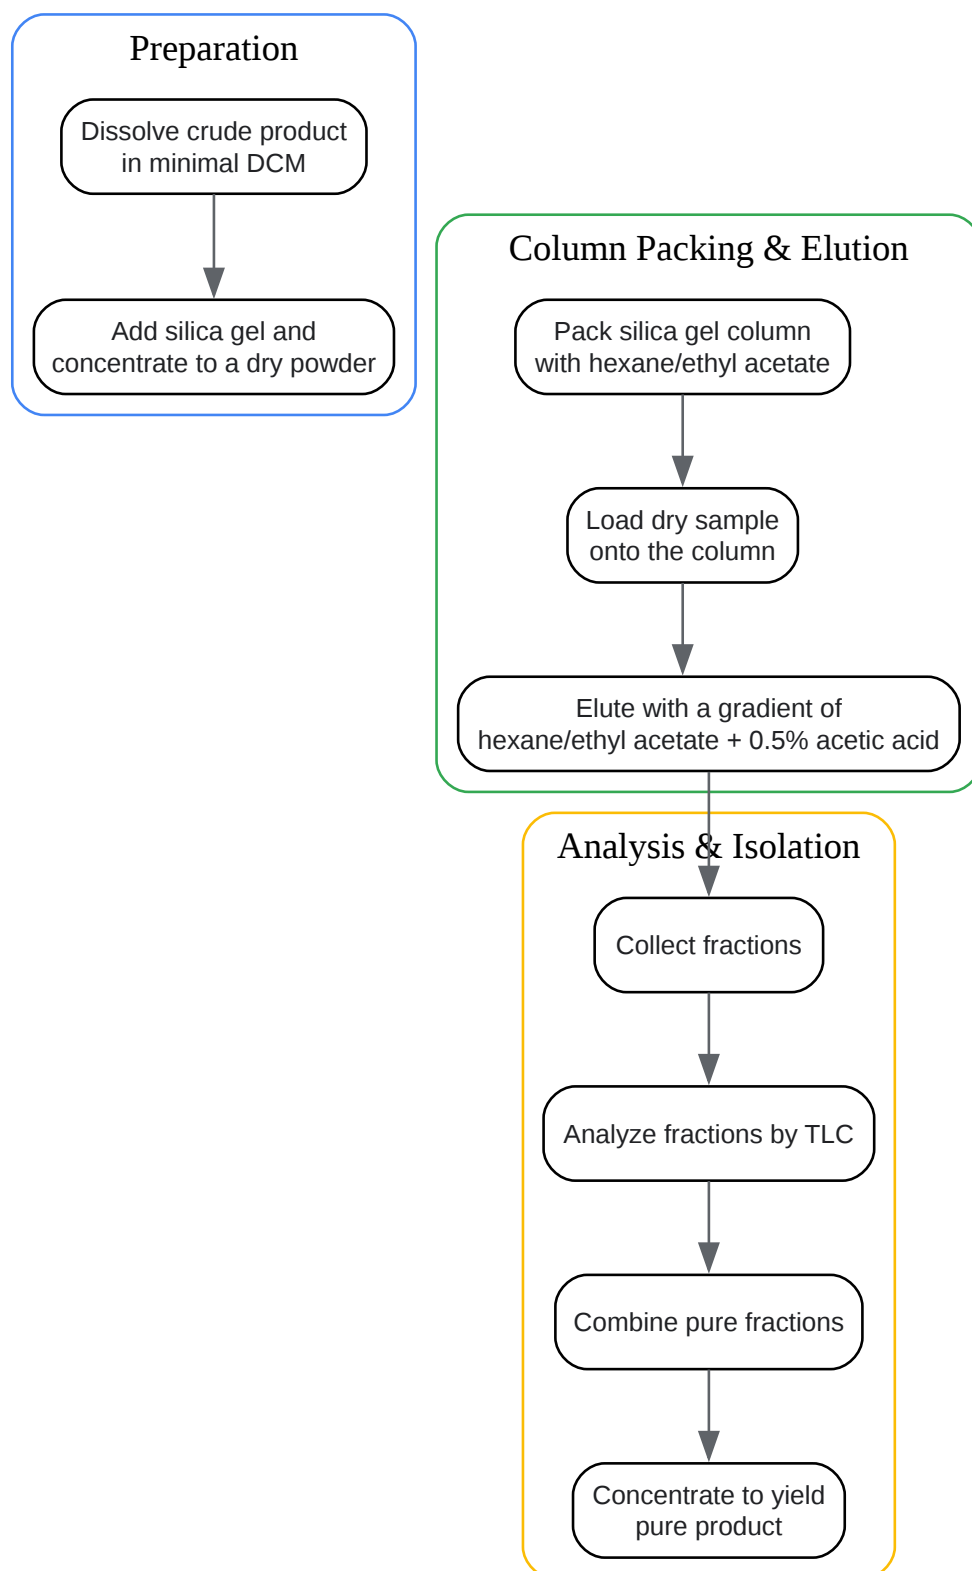 Preparation
Dissolve crude product
in minimal DCM
Add silica gel and
concentrate to a dry powder
Column Packing & Elution
Pack silica gel column
with hexane/ethyl acetate
Load dry sample
onto the column
Elute with a gradient of
hexane/ethyl acetate + 0.5% acetic acid
Analysis & Isolation
Collect fractions
Analyze fractions by TLC
Combine pure fractions
Concentrate to yield
pure product